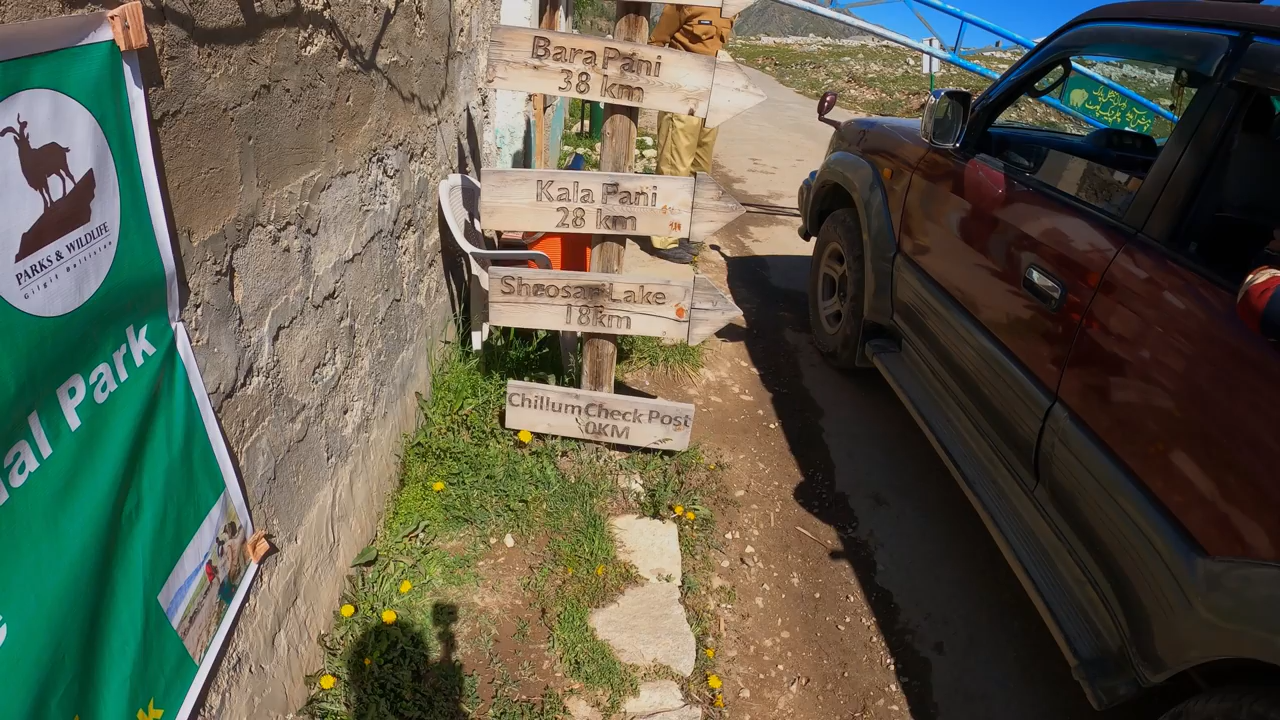 PARKS & WILDLIFE
Gilgit Baltistan
nal Park
Bara Pani
38 km
Kala Pani
28 km
Sheosar Lake
18km
Chillum Check Post
0KM